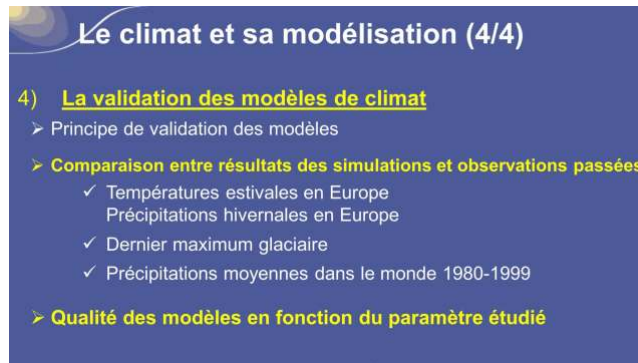 Le climat et sa modélisation (4/4)
4) La validation des modèles de climat
➢ Principe de validation des modèles
➢ Comparaison entre résultats des simulations et observations passées
✓ Températures estivales en Europe
Précipitations hivernales en Europe
✓ Dernier maximum glaciaire
✓ Précipitations moyennes dans le monde 1980-1999
➢ Qualité des modèles en fonction du paramètre étudié